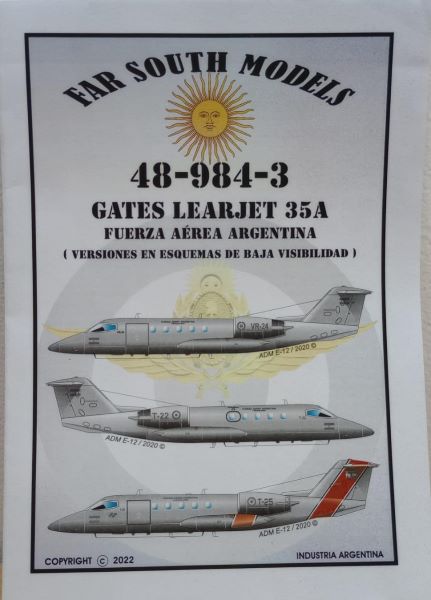 FAR SOUTH MODELS
48-984-3
GATES LEARJET 35A
FUERZA AÉREA ARGENTINA
( VERSIONES EN ESQUEMAS DE BAJA VISIBILIDAD )
VR-24
ADM E-12 / 2020 ©
T-22
ADM E-12 / 2020 ©
T-25
ADM E-12 / 2020 ©
COPYRIGHT © 2022
INDUSTRIA ARGENTINA